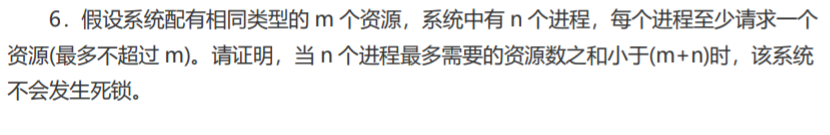 6．假设系统配有相同类型的 m 个资源，系统中有 n 个进程，每个进程至少请求一个
资源(最多不超过 m)。请证明，当 n 个进程最多需要的资源数之和小于(m+n)时，该系统
不会发生死锁。